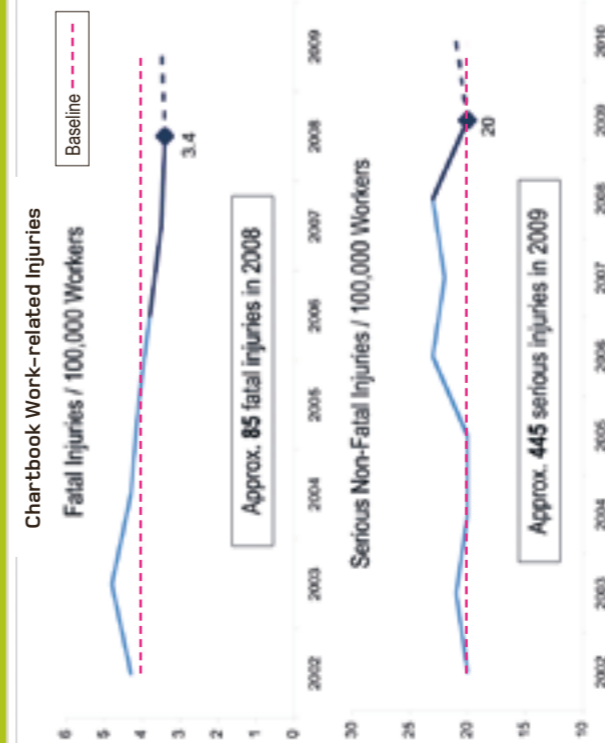 Chartbook Work-related Injuries
Baseline
Fatal Injuries / 100,000 Workers
6
4
3
1
0
3.4
Approx. 85 fatal injuries in 2008
2002 2003 2004 2005 2006 2007 2008 2009
Serious Non-Fatal Injuries / 100,000 Workers
30
25
20
15
10
20
Approx. 445 serious injuries in 2009
2002 2003 2004 2005 2006 2007 2008 2009 2010